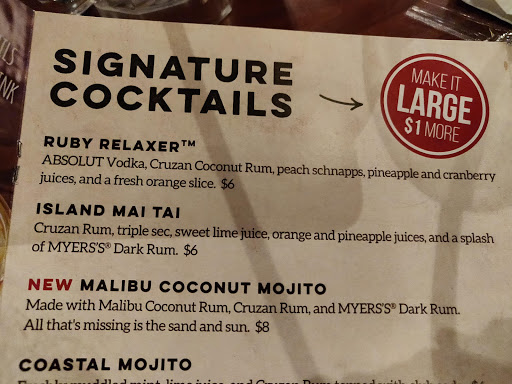 SIGNATURE
COCKTAILS
MAKE IT
LARGE
$1 MORE
RUBY RELAXER™
ABSOLUT Vodka, Cruzan Coconut Rum, peach schnapps, pineapple and cranberry
juices, and a fresh orange slice. $6
ISLAND MAI TAI
Cruzan Rum, triple sec, sweet lime juice, orange and pineapple juices, and a splash
of MYERS'S® Dark Rum. $6
NEW MALIBU COCONUT MOJITO
Made with Malibu Coconut Rum, Cruzan Rum, and MYERS'S® Dark Rum.
All that's missing is the sand and sun. $8
COASTAL MOJITO